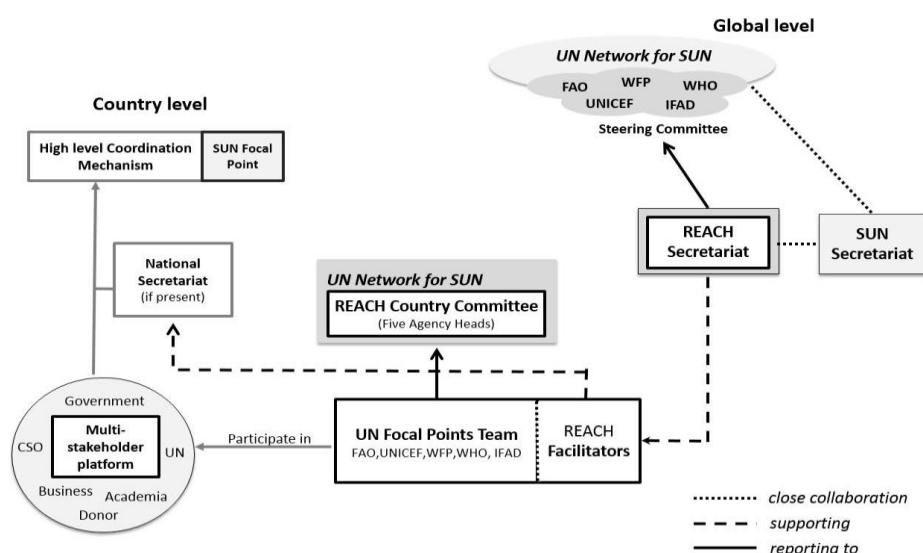 Global level
UN Network for SUN
FAO
WFP
WHO
UNICEF
IFAD
Steering Committee
Country level
High level Coordination
Mechanism
SUN Focal
Point
REACH
Secretariat
SUN
Secretariat
National
Secretariat
(if present)
UN Network for SUN
REACH Country Committee
(Five Agency Heads)
Government
CSO
Multi-
stakeholder
platform
UN
Business
Academia
Donor
Participate in
UN Focal Points Team
FAO,UNICEF,WFP,WHO, IFAD
REACH
Facilitators
close collaboration
supporting
reporting to